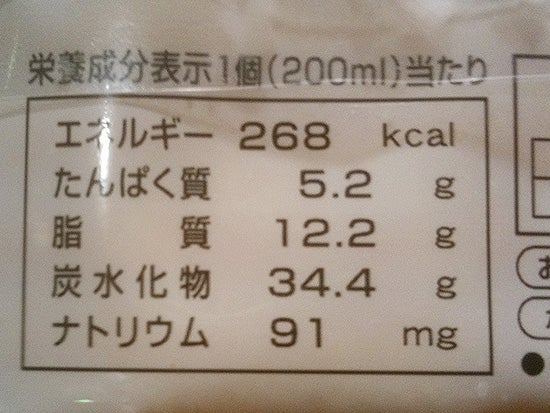 栄養成分表示1個(200ml)当たり
エネルギー 268 kcal
たんぱく質 5.2 g
脂質 12.2 g
炭水化物 34.4 g
ナトリウム 91 mg
お